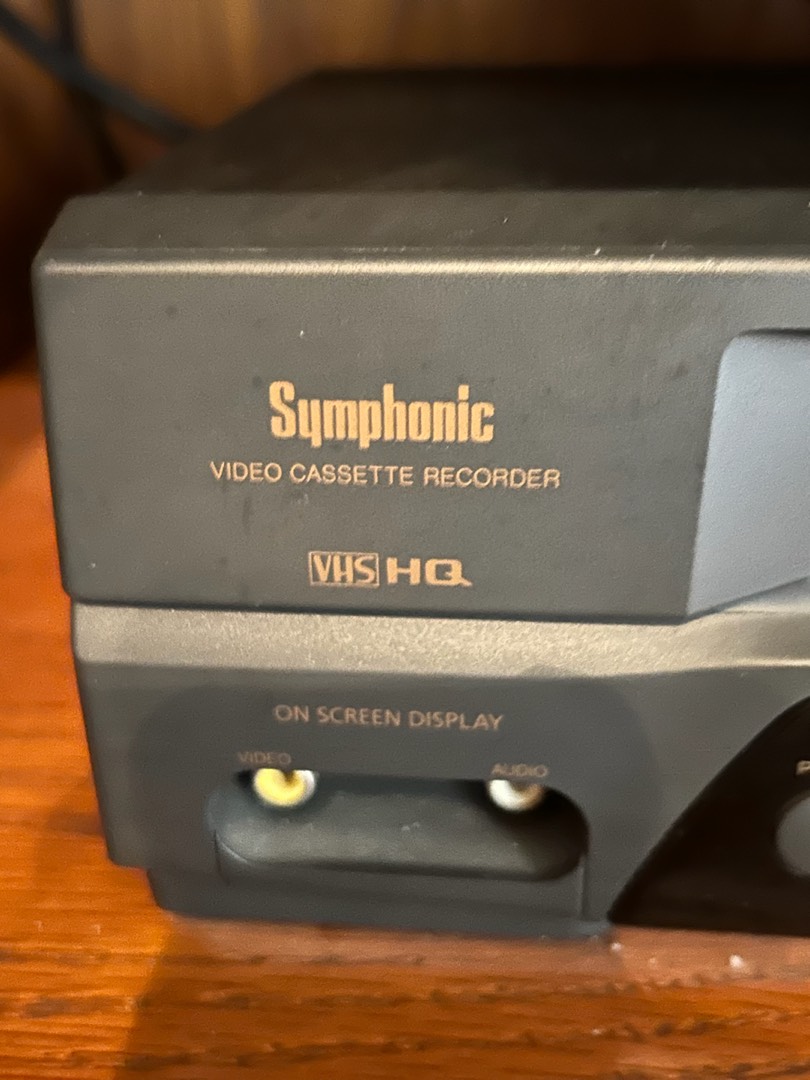 Symphonic
VIDEO CASSETTE RECORDER
VHS HQ
ON SCREEN DISPLAY
VIDEO AUDIO
P